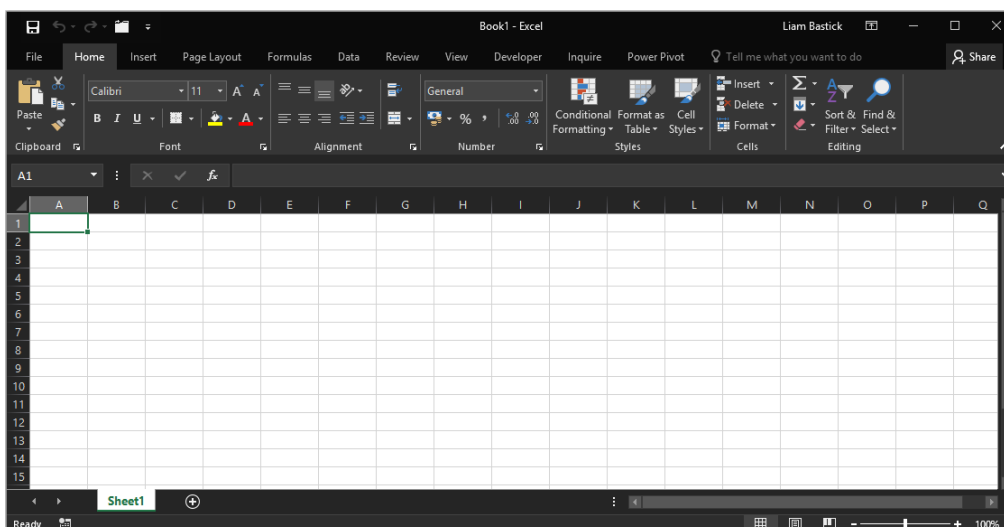 Book1 - Excel Liam Bastick
File Home Insert Page Layout Formulas Data Review View Developer Inquire Power Pivot Tell me what you want to do Share
Paste
Calibri 11 A A
B I U A
General
% , .00 .0
Conditional Formatting
Format as Table
Cell Styles
Insert
Delete
Format
Σ
A Z
Sort & Filter
Find & Select
Clipboard Font Alignment Number Styles Cells Editing
A1 fx
A B C D E F G H I J K L M N O P Q
1
2
3
4
5
6
7
8
9
10
11
12
13
14
15
Sheet1
Ready 100%